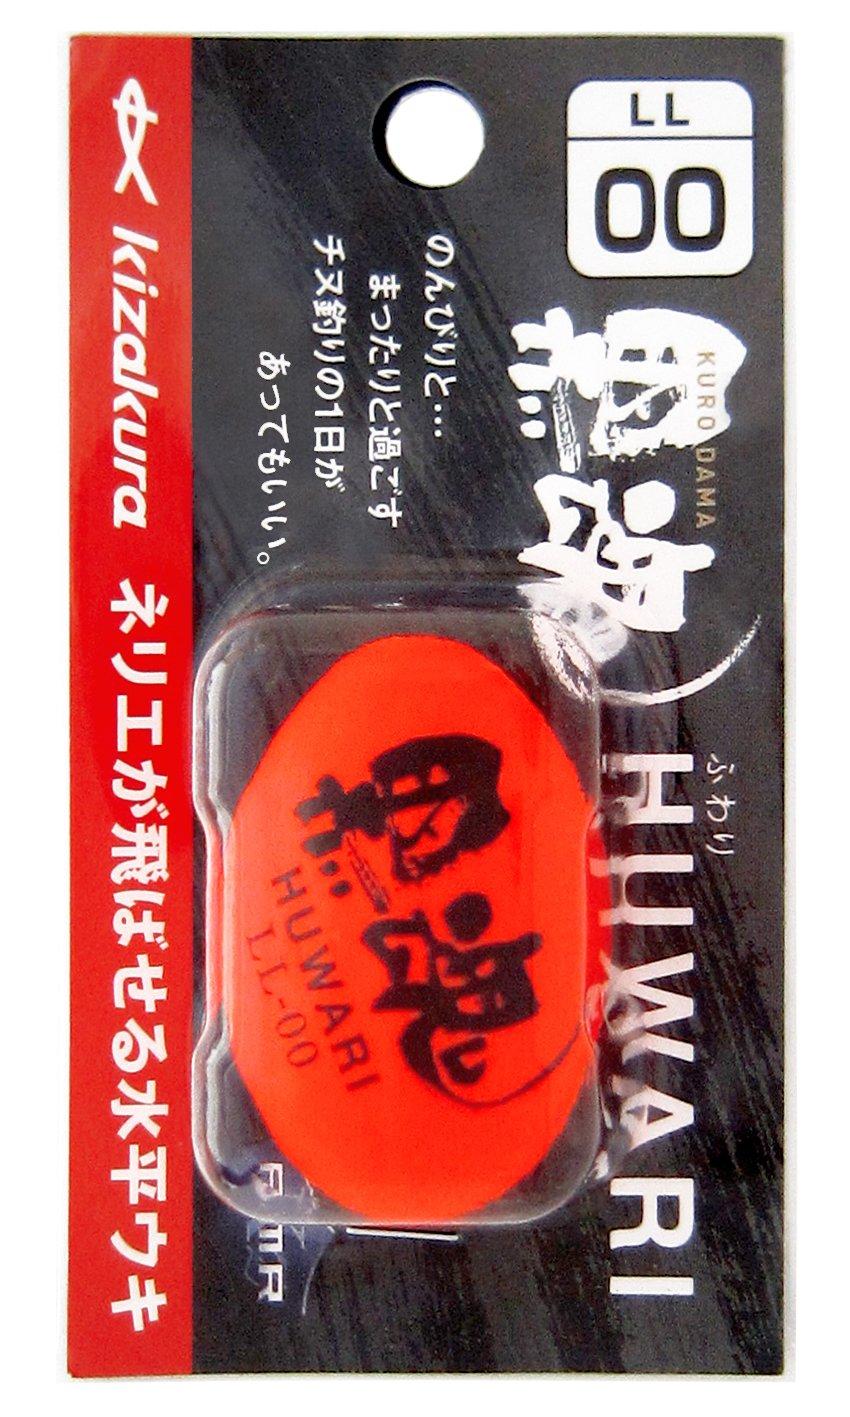 LL
00
KURO DAMA
黒魂
ふわり
HUWARI
のんびりと…
まったりと過ごす
チヌ釣りの1日が
あってもいい。
黒魂
HUWARI
LL-00
kizakura ネリエが飛ばせる水平ウキ